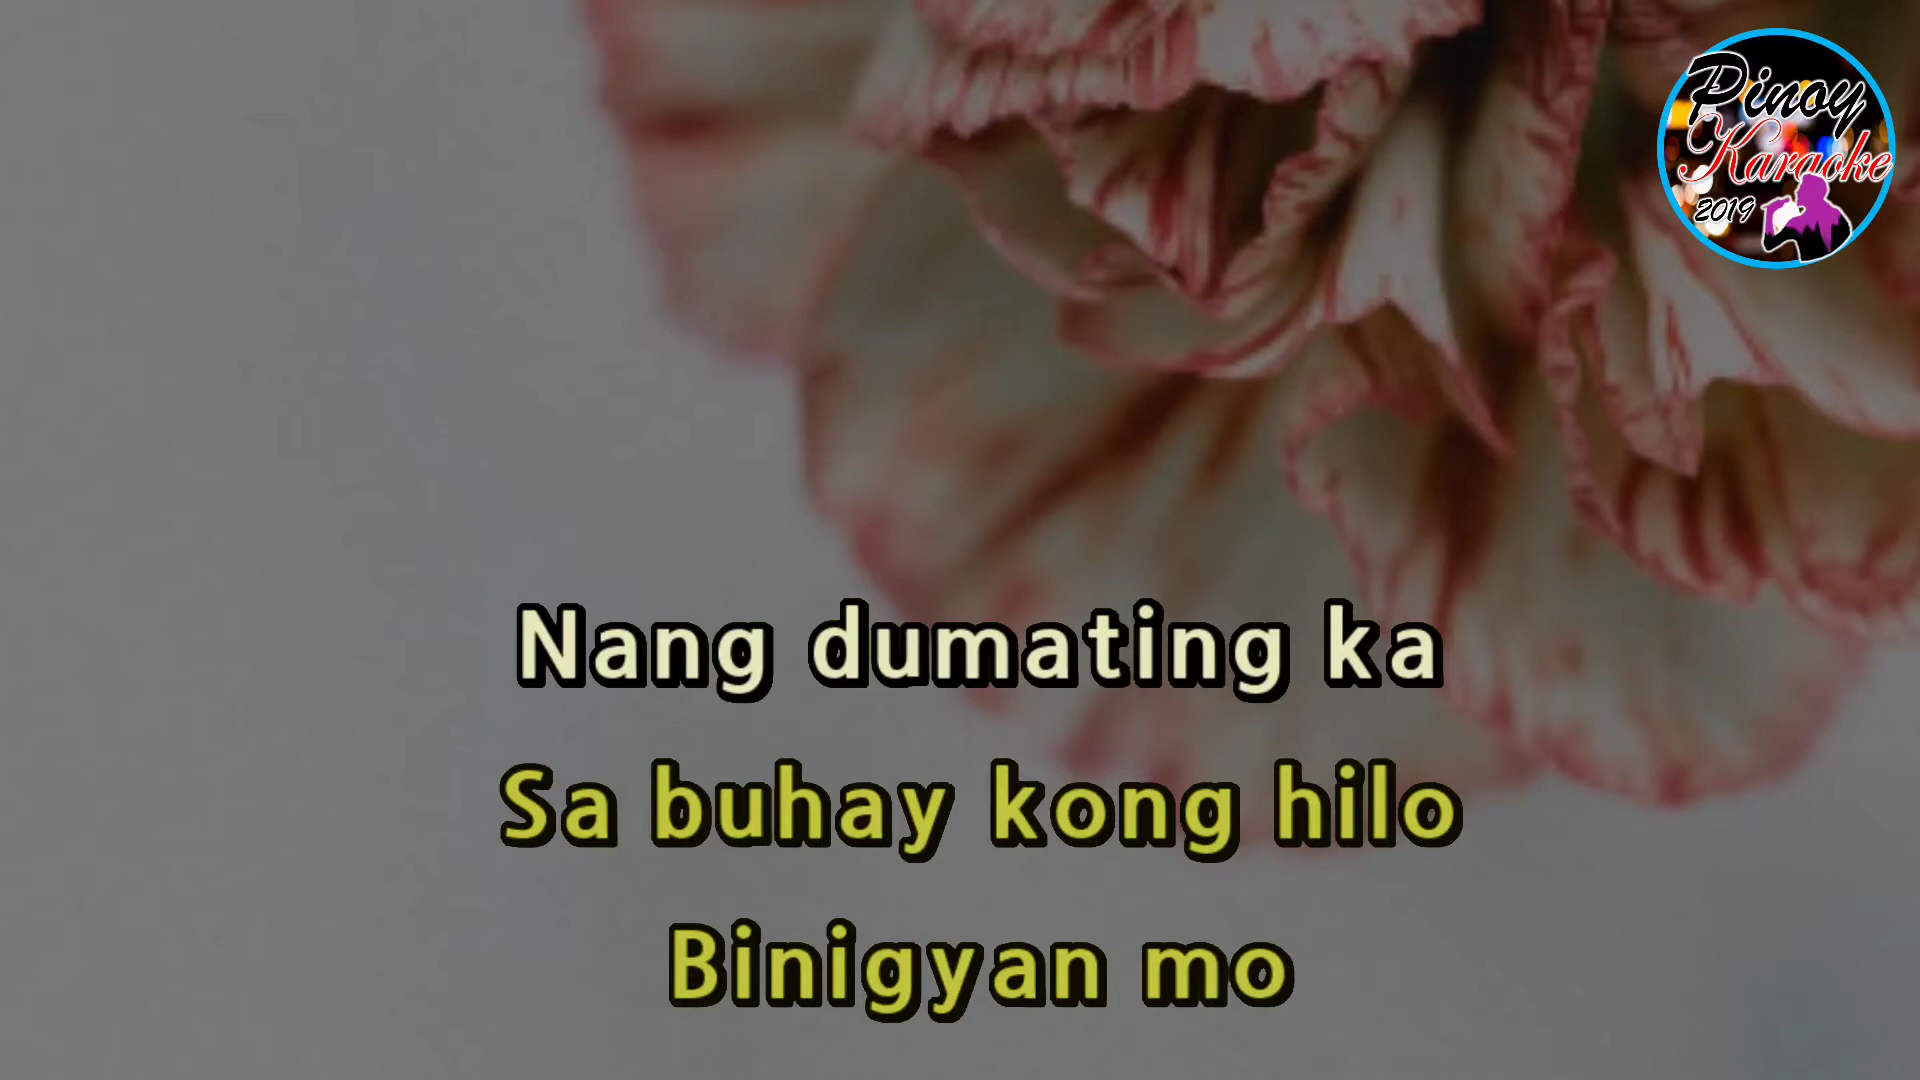 Pinoy
Karaoke
2019
Nang dumating ka
Sa buhay kong hilo
Binigyan mo